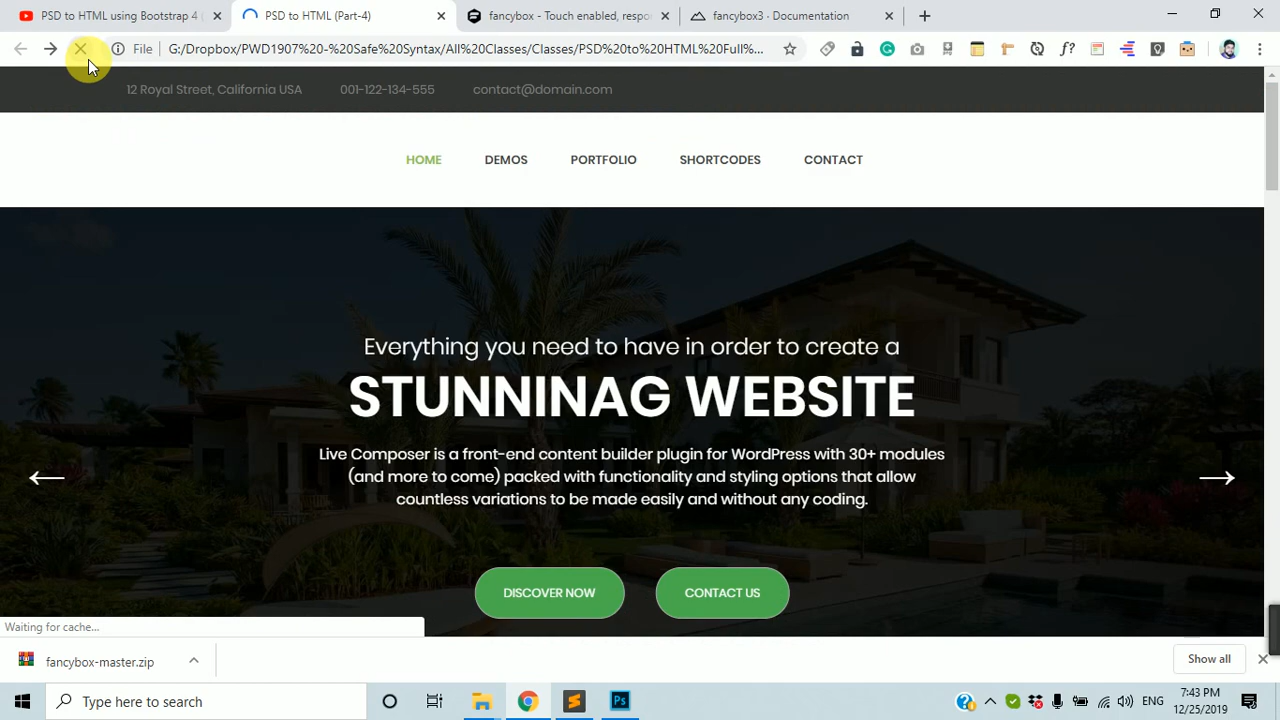 PSD to HTML using Bootstrap 4
PSD to HTML (Part-4)
fancybox - Touch enabled, respo
fancybox3 - Documentation
File
G:/Dropbox/PWD1907%20-%20Safe%20Synex/All%20Classes/Classes/PSD%20to%20HTML%20Full%...
12 Royal Street, California USA
001-122-134-555
contact@domain.com
HOME
DEMOS
PORTFOLIO
SHORTCODES
CONTACT
Everything you need to have in order to create a
STUNNINAG WEBSITE
Live Composer is a front-end content builder plugin for WordPress with 30+ modules
(and more to come) packed with functionality and styling options that allow
countless variations to be made easily and without any coding.
DISCOVER NOW
CONTACT US
Waiting for cache...
fancybox-master.zip
Show all
Type here to search
ENG
7:43 PM
12/25/2019